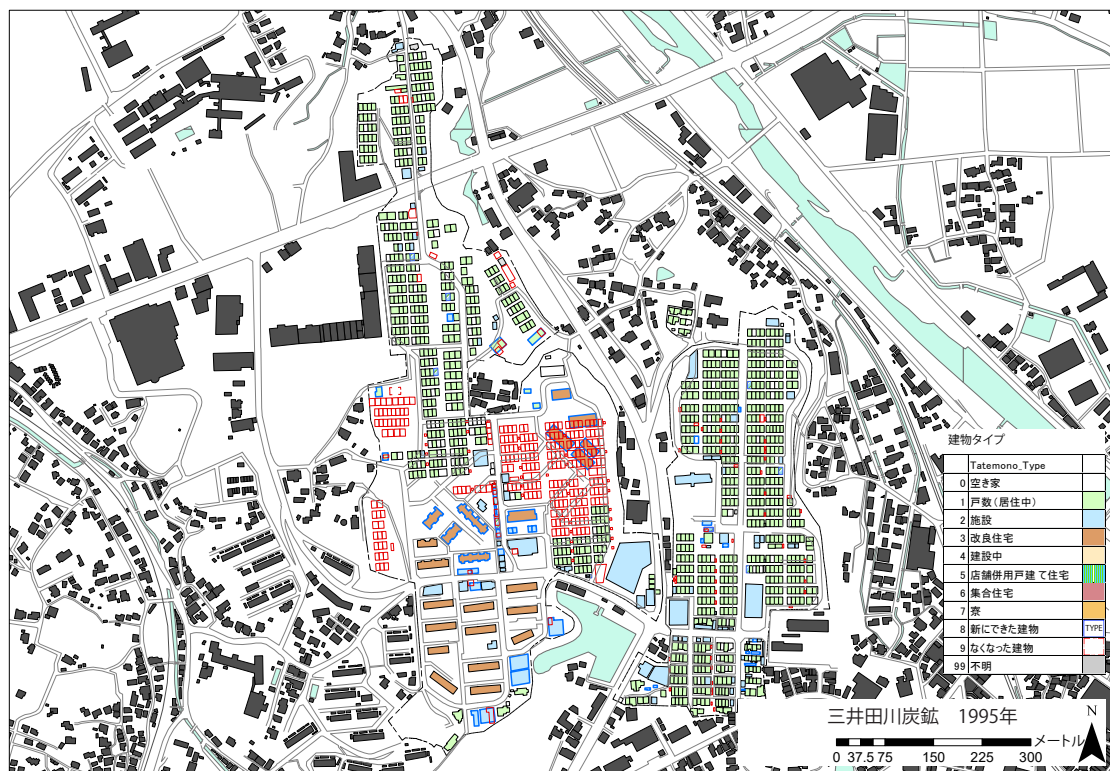 建物タイプ
Tatemono_Type
0 空き家
1 戸数（居住中）
2 施設
3 改良住宅
4 建設中
5 店舗併用戸建て住宅
6 集合住宅
7 寮
8 新にできた建物 TYPE
9 なくなった建物
99 不明
三井田川炭鉱 1995年
N
メートル
0 37.5 75 150 225 300